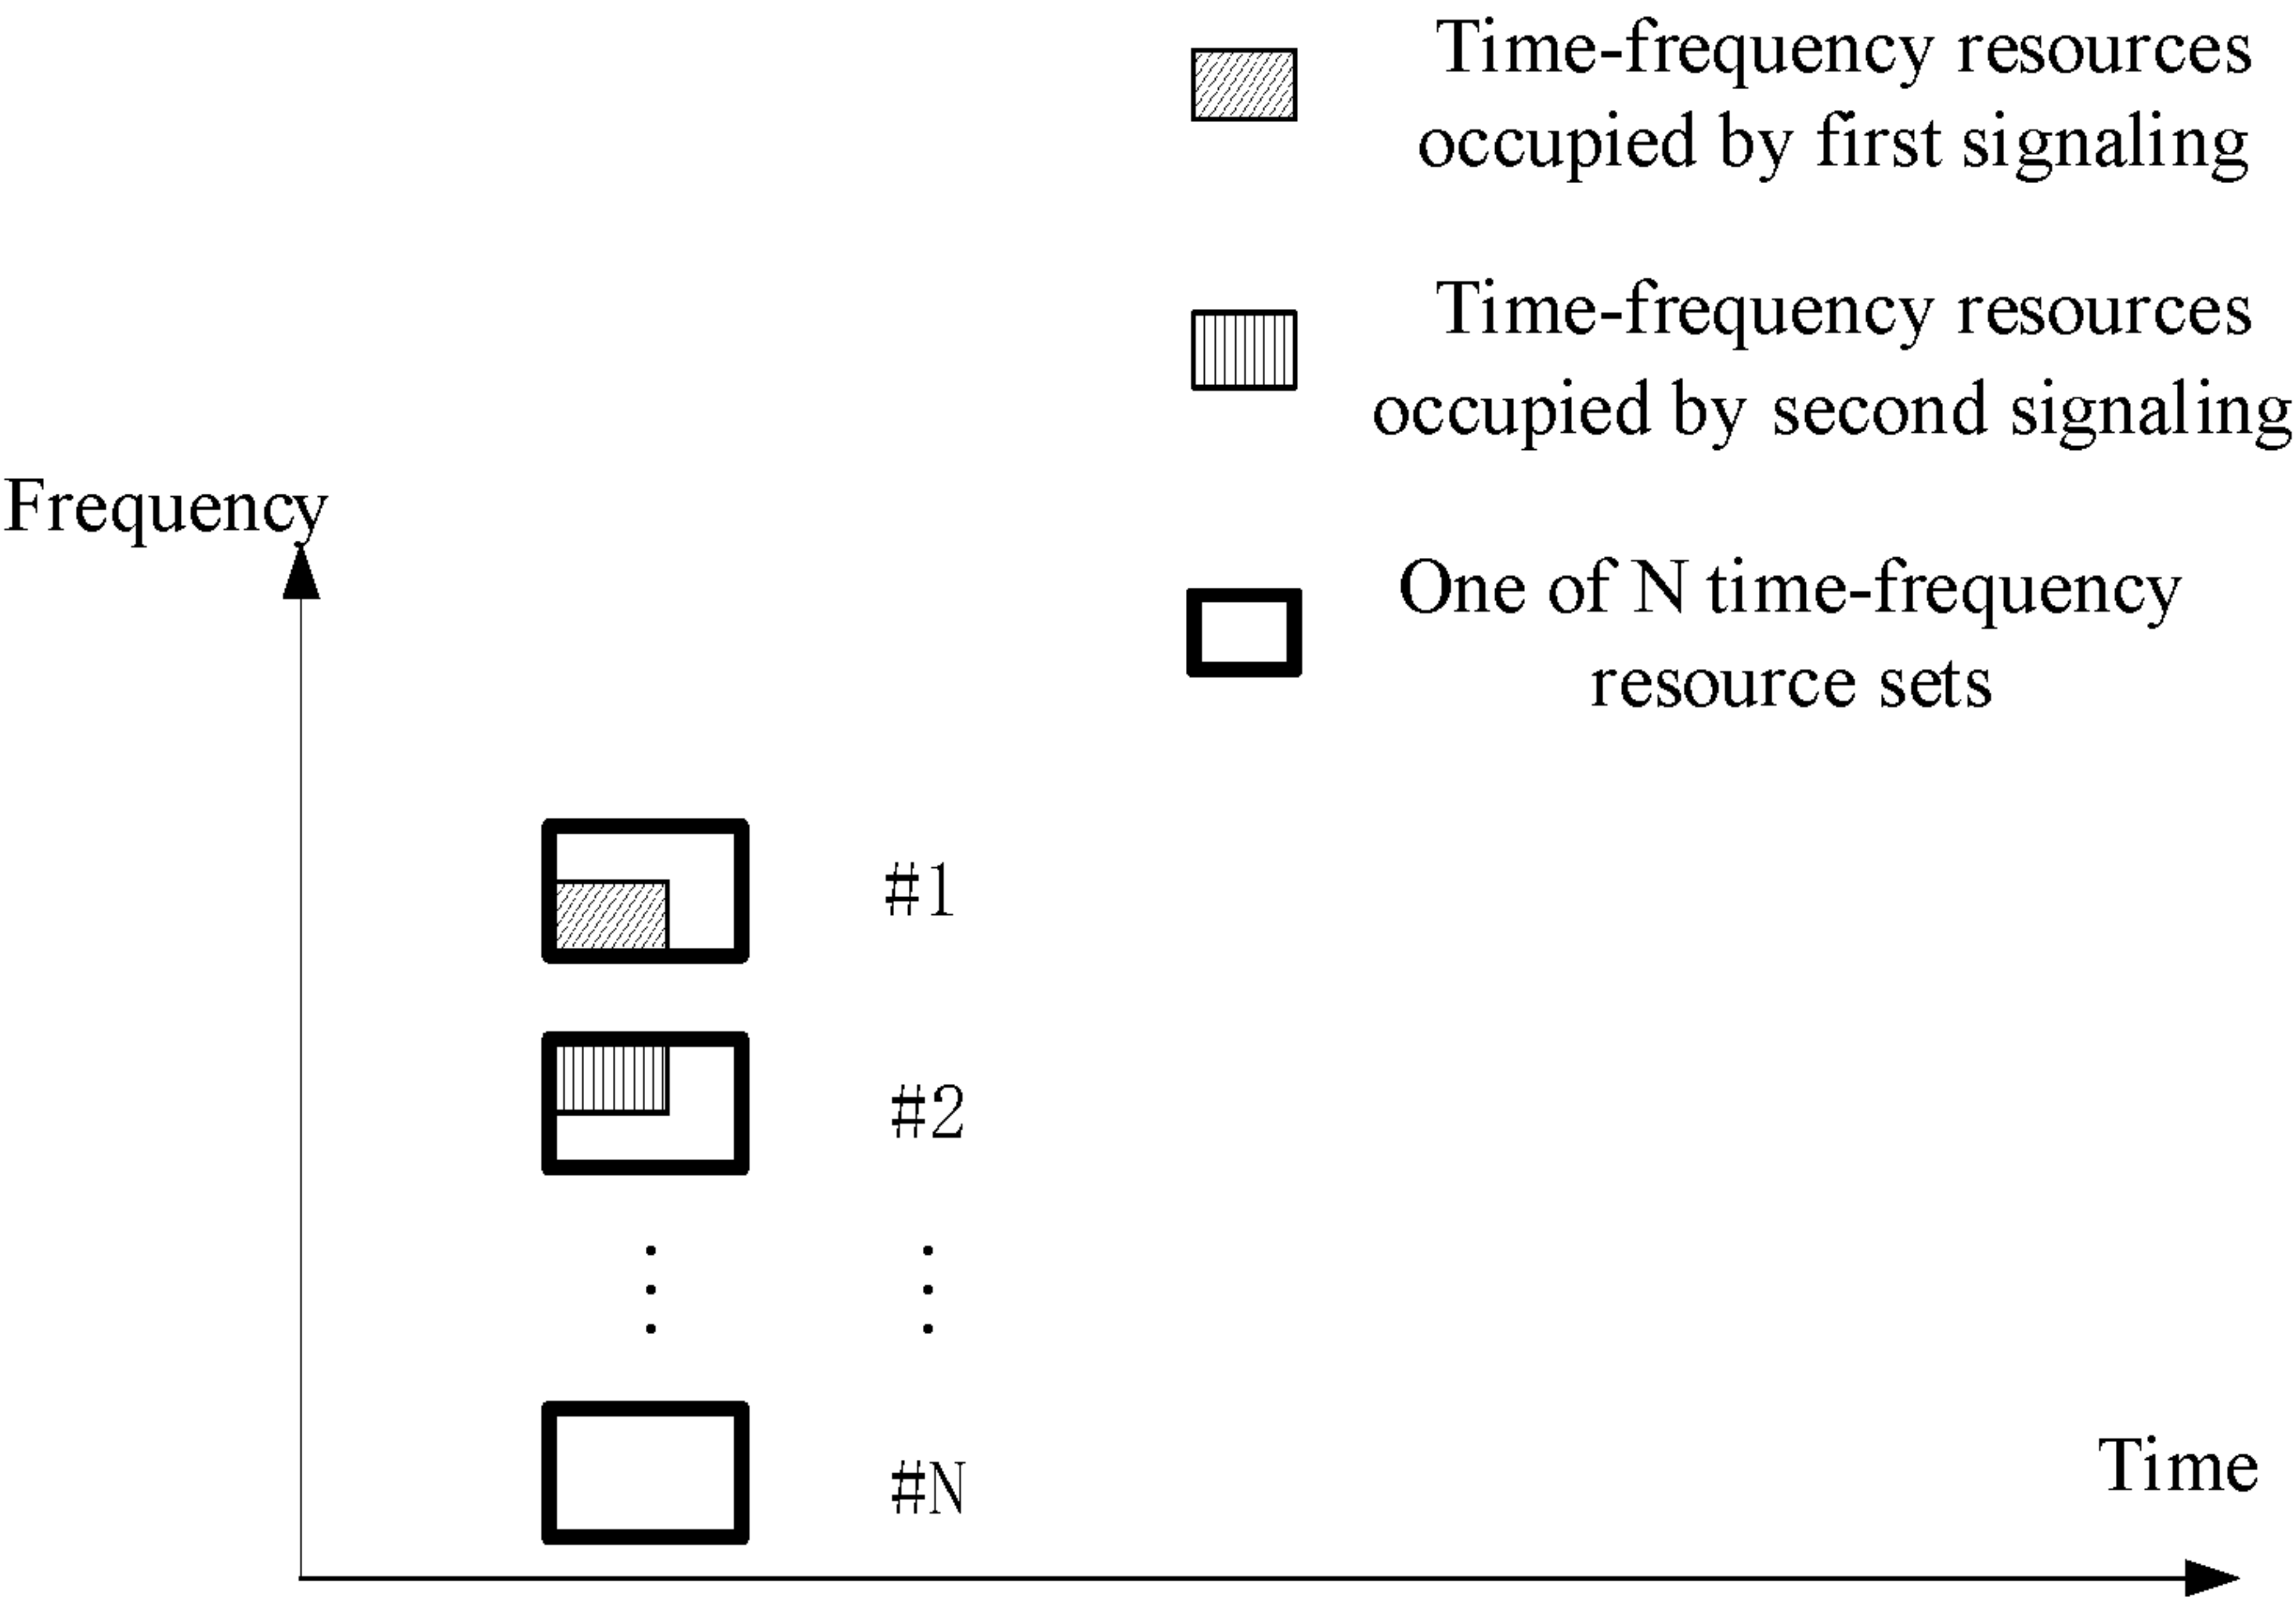 Time-frequency resources
occupied by first signaling
Time-frequency resources
occupied by second signaling
Frequency
One of N time-frequency
resource sets
#1
#2
#N
Time